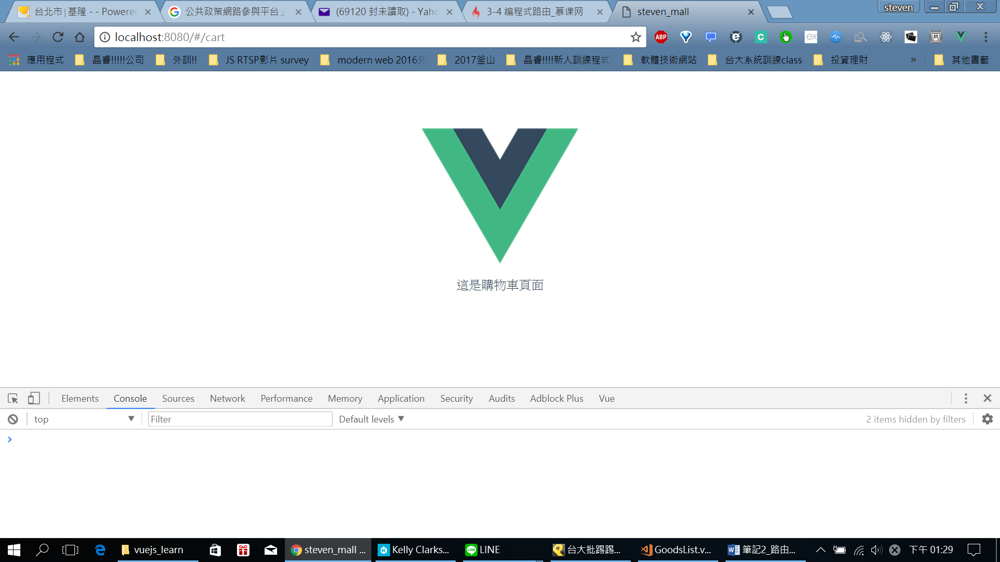 台北市|基隆 - - Powered
公共政策網路參與平台」
(69120 封未讀取) - Yaho
3-4 编程式路由_慕课网
steven_mall
steven
localhost:8080/#/cart
ABP
應用程式
晶睿!!!!!公司
外訓!!
JS RTSP影片 survey
modern web 2016外
2017釜山
晶睿!!!!新人訓練程式
軟體技術網站
台大系統訓練class
投資理財
»
其他書籤
這是購物車頁面
Elements
Console
Sources
Network
Performance
Memory
Application
Security
Audits
Adblock Plus
Vue
top
Filter
Default levels
2 items hidden by filters
vuejs_learn
steven_mall ...
Kelly Clarks...
LINE
台大批踢踢...
GoodsList.v...
筆記2_路由...
下午 01:29